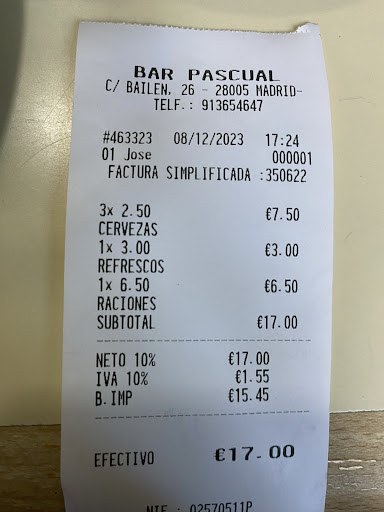 BAR PASCUAL
C/ BAILEN, 26 - 28005 MADRID-
TELF.: 913654647
#463323 08/12/2023 17:24
01 Jose 000001
FACTURA SIMPLIFICADA :350622
3x 2.50 €7.50
CERVEZAS
1x 3.00 €3.00
REFRESCOS
1x 6.50 €6.50
RACIONES
SUBTOTAL €17.00
NETO 10% €17.00
IVA 10% €1.55
B.IMP €15.45
EFECTIVO €17.00
NIF : 02570511P